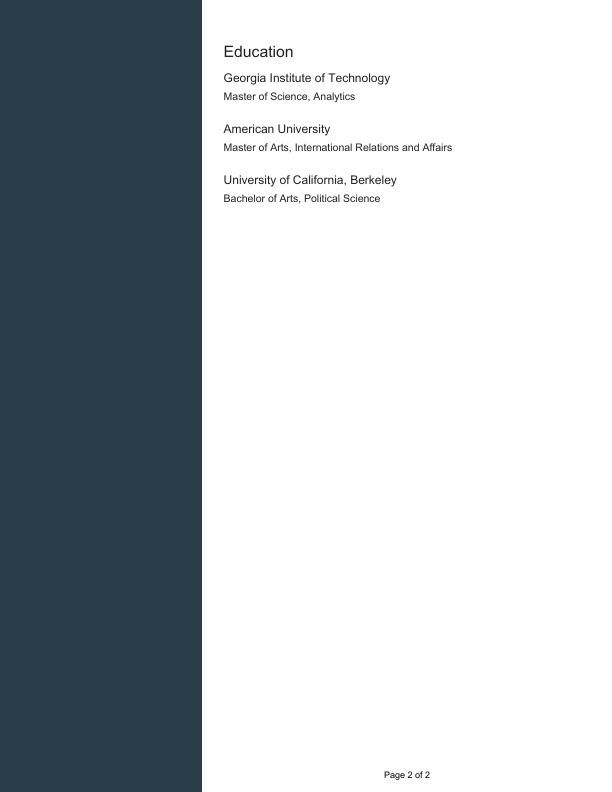 Education
Georgia Institute of Technology
Master of Science, Analytics
American University
Master of Arts, International Relations and Affairs
University of California, Berkeley
Bachelor of Arts, Political Science
Page 2 of 2